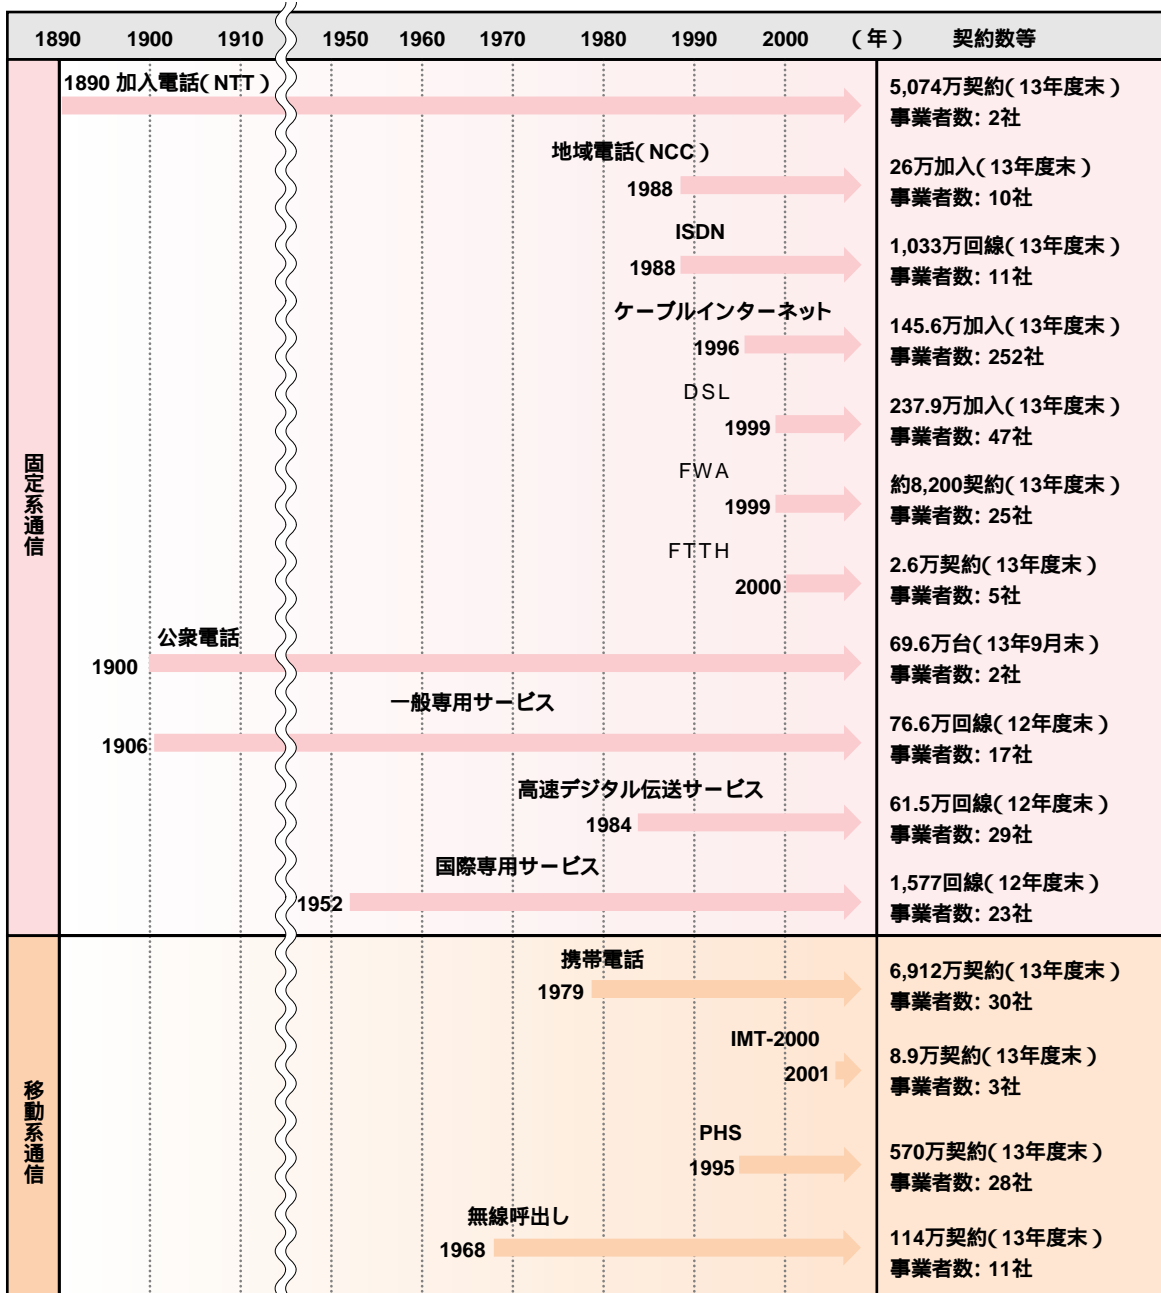 1890 1900 1910 1950 1960 1970 1980 1990 2000 （年） 契約数等
固定系通信
1890 加入電話（NTT）
5,074万契約（13年度末）
事業者数: 2社
地域電話（NCC）
1988
26万加入（13年度末）
事業者数: 10社
ISDN
1988
1,033万回線（13年度末）
事業者数: 11社
ケーブルインターネット
1996
145.6万加入（13年度末）
事業者数: 252社
DSL
1999
237.9万加入（13年度末）
事業者数: 47社
FWA
1999
約8,200契約（13年度末）
事業者数: 25社
FTTH
2000
2.6万契約（13年度末）
事業者数: 5社
公衆電話
1900
69.6万台（13年9月末）
事業者数: 2社
一般専用サービス
1906
76.6万回線（12年度末）
事業者数: 17社
高速デジタル伝送サービス
1984
61.5万回線（12年度末）
事業者数: 29社
国際専用サービス
1952
1,577回線（12年度末）
事業者数: 23社
移動系通信
携帯電話
1979
6,912万契約（13年度末）
事業者数: 30社
IMT-2000
2001
8.9万契約（13年度末）
事業者数: 3社
PHS
1995
570万契約（13年度末）
事業者数: 28社
無線呼出し
1968
114万契約（13年度末）
事業者数: 11社